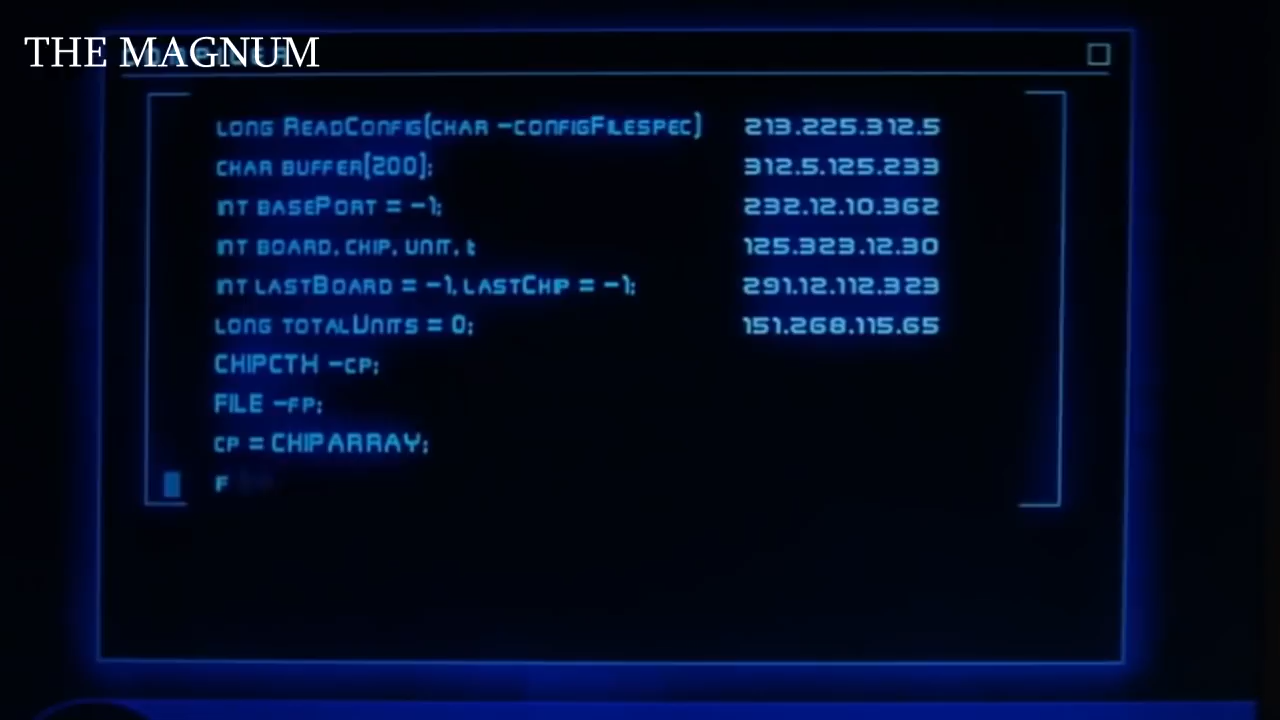 THE MAGNUM
LONG READCONFIG(CHAR -CONFIGFILESPEC) 213.225.312.5
CHAR BUFFER[200]; 312.5.125.233
INT BASEPORT = -1; 232.12.10.362
INT BOARD, CHIP, UNIT, t 125.323.12.30
INT LASTBOARD = -1, LASTCHIP = -1; 291.12.112.323
LONG TOTALUNITS = 0; 151.268.115.65
CHIPCTH -CP;
FILE -FP;
CP = CHIPARRAY;
F